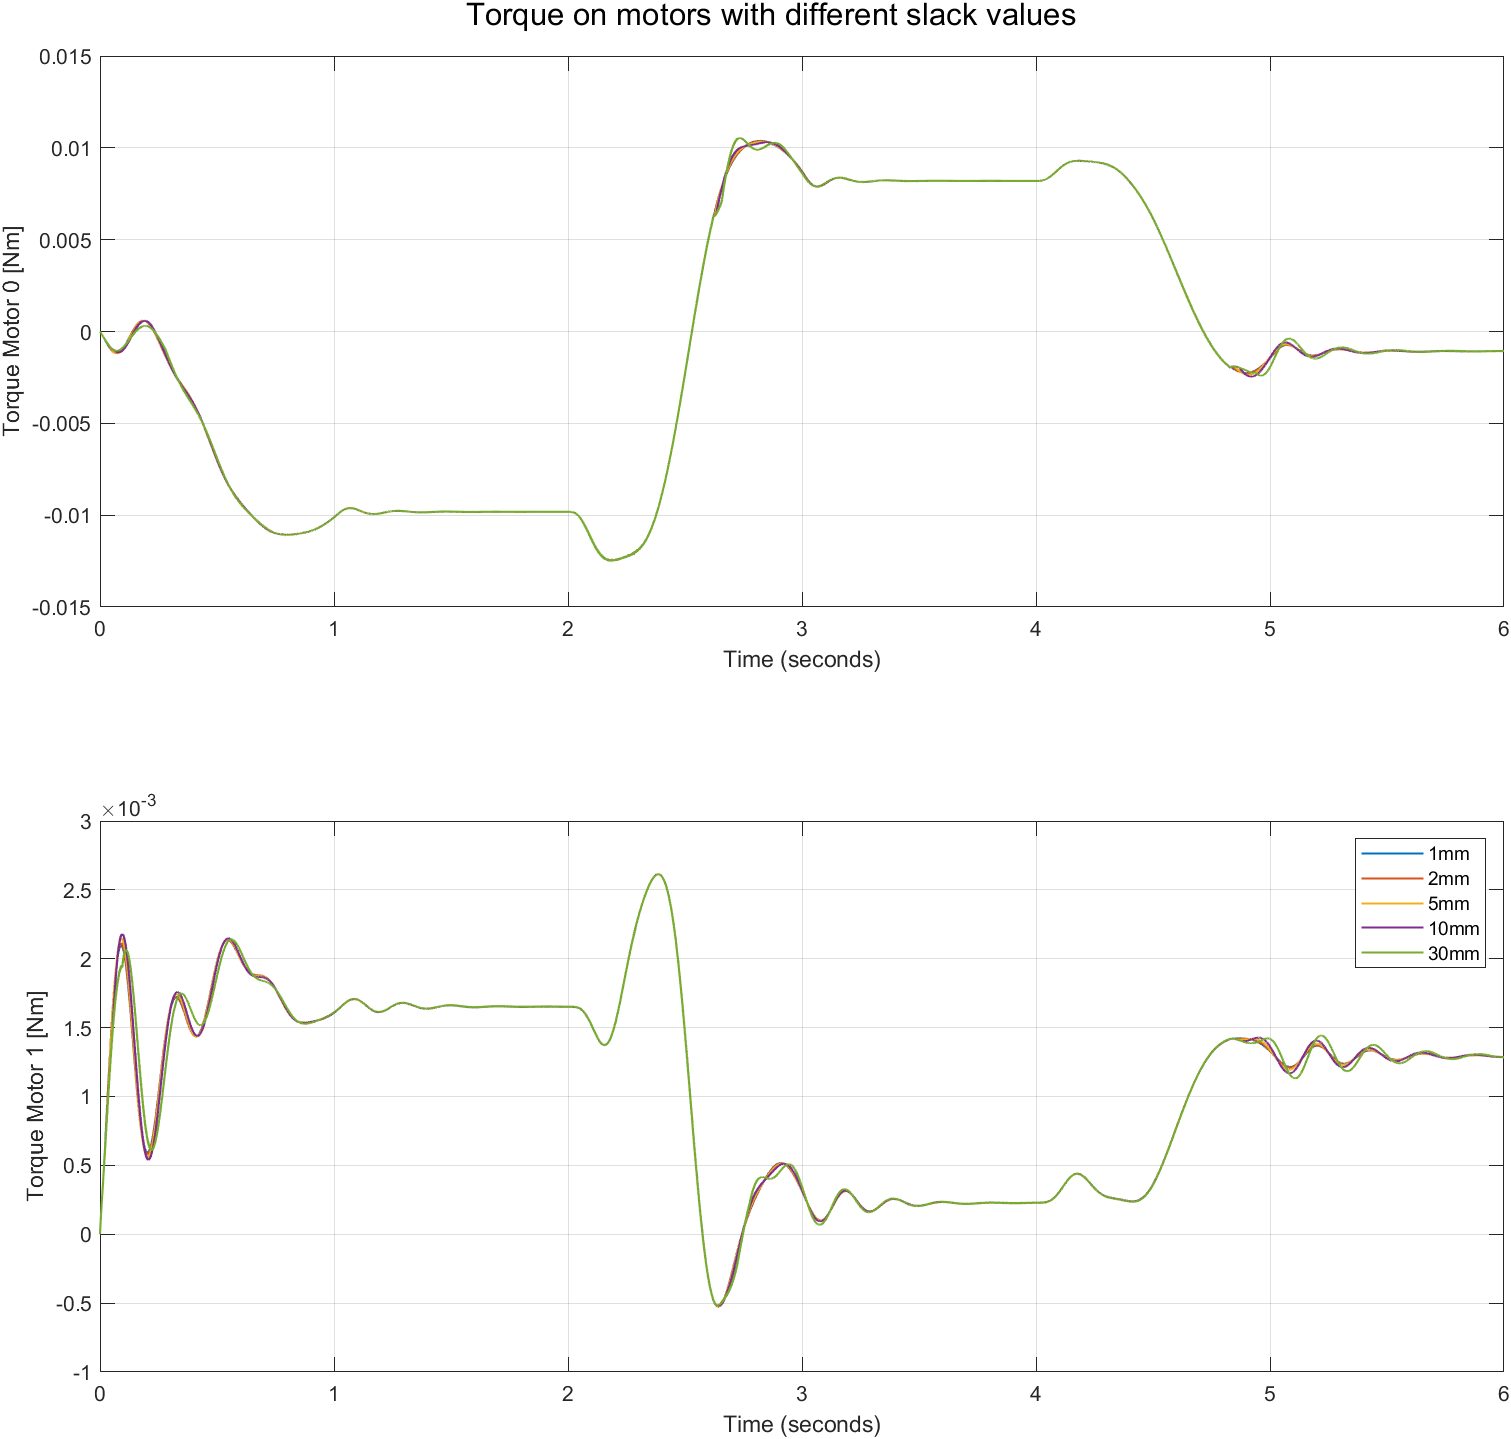 Torque on motors with different slack values
0.015
0.01
0.005
0
-0.005
-0.01
-0.015
Torque Motor 0 [Nm]
0 1 2 3 4 5 6
Time (seconds)
×10-3
3
2.5
2
1.5
1
0.5
0
-0.5
-1
Torque Motor 1 [Nm]
1mm
2mm
5mm
10mm
30mm
0 1 2 3 4 5 6
Time (seconds)